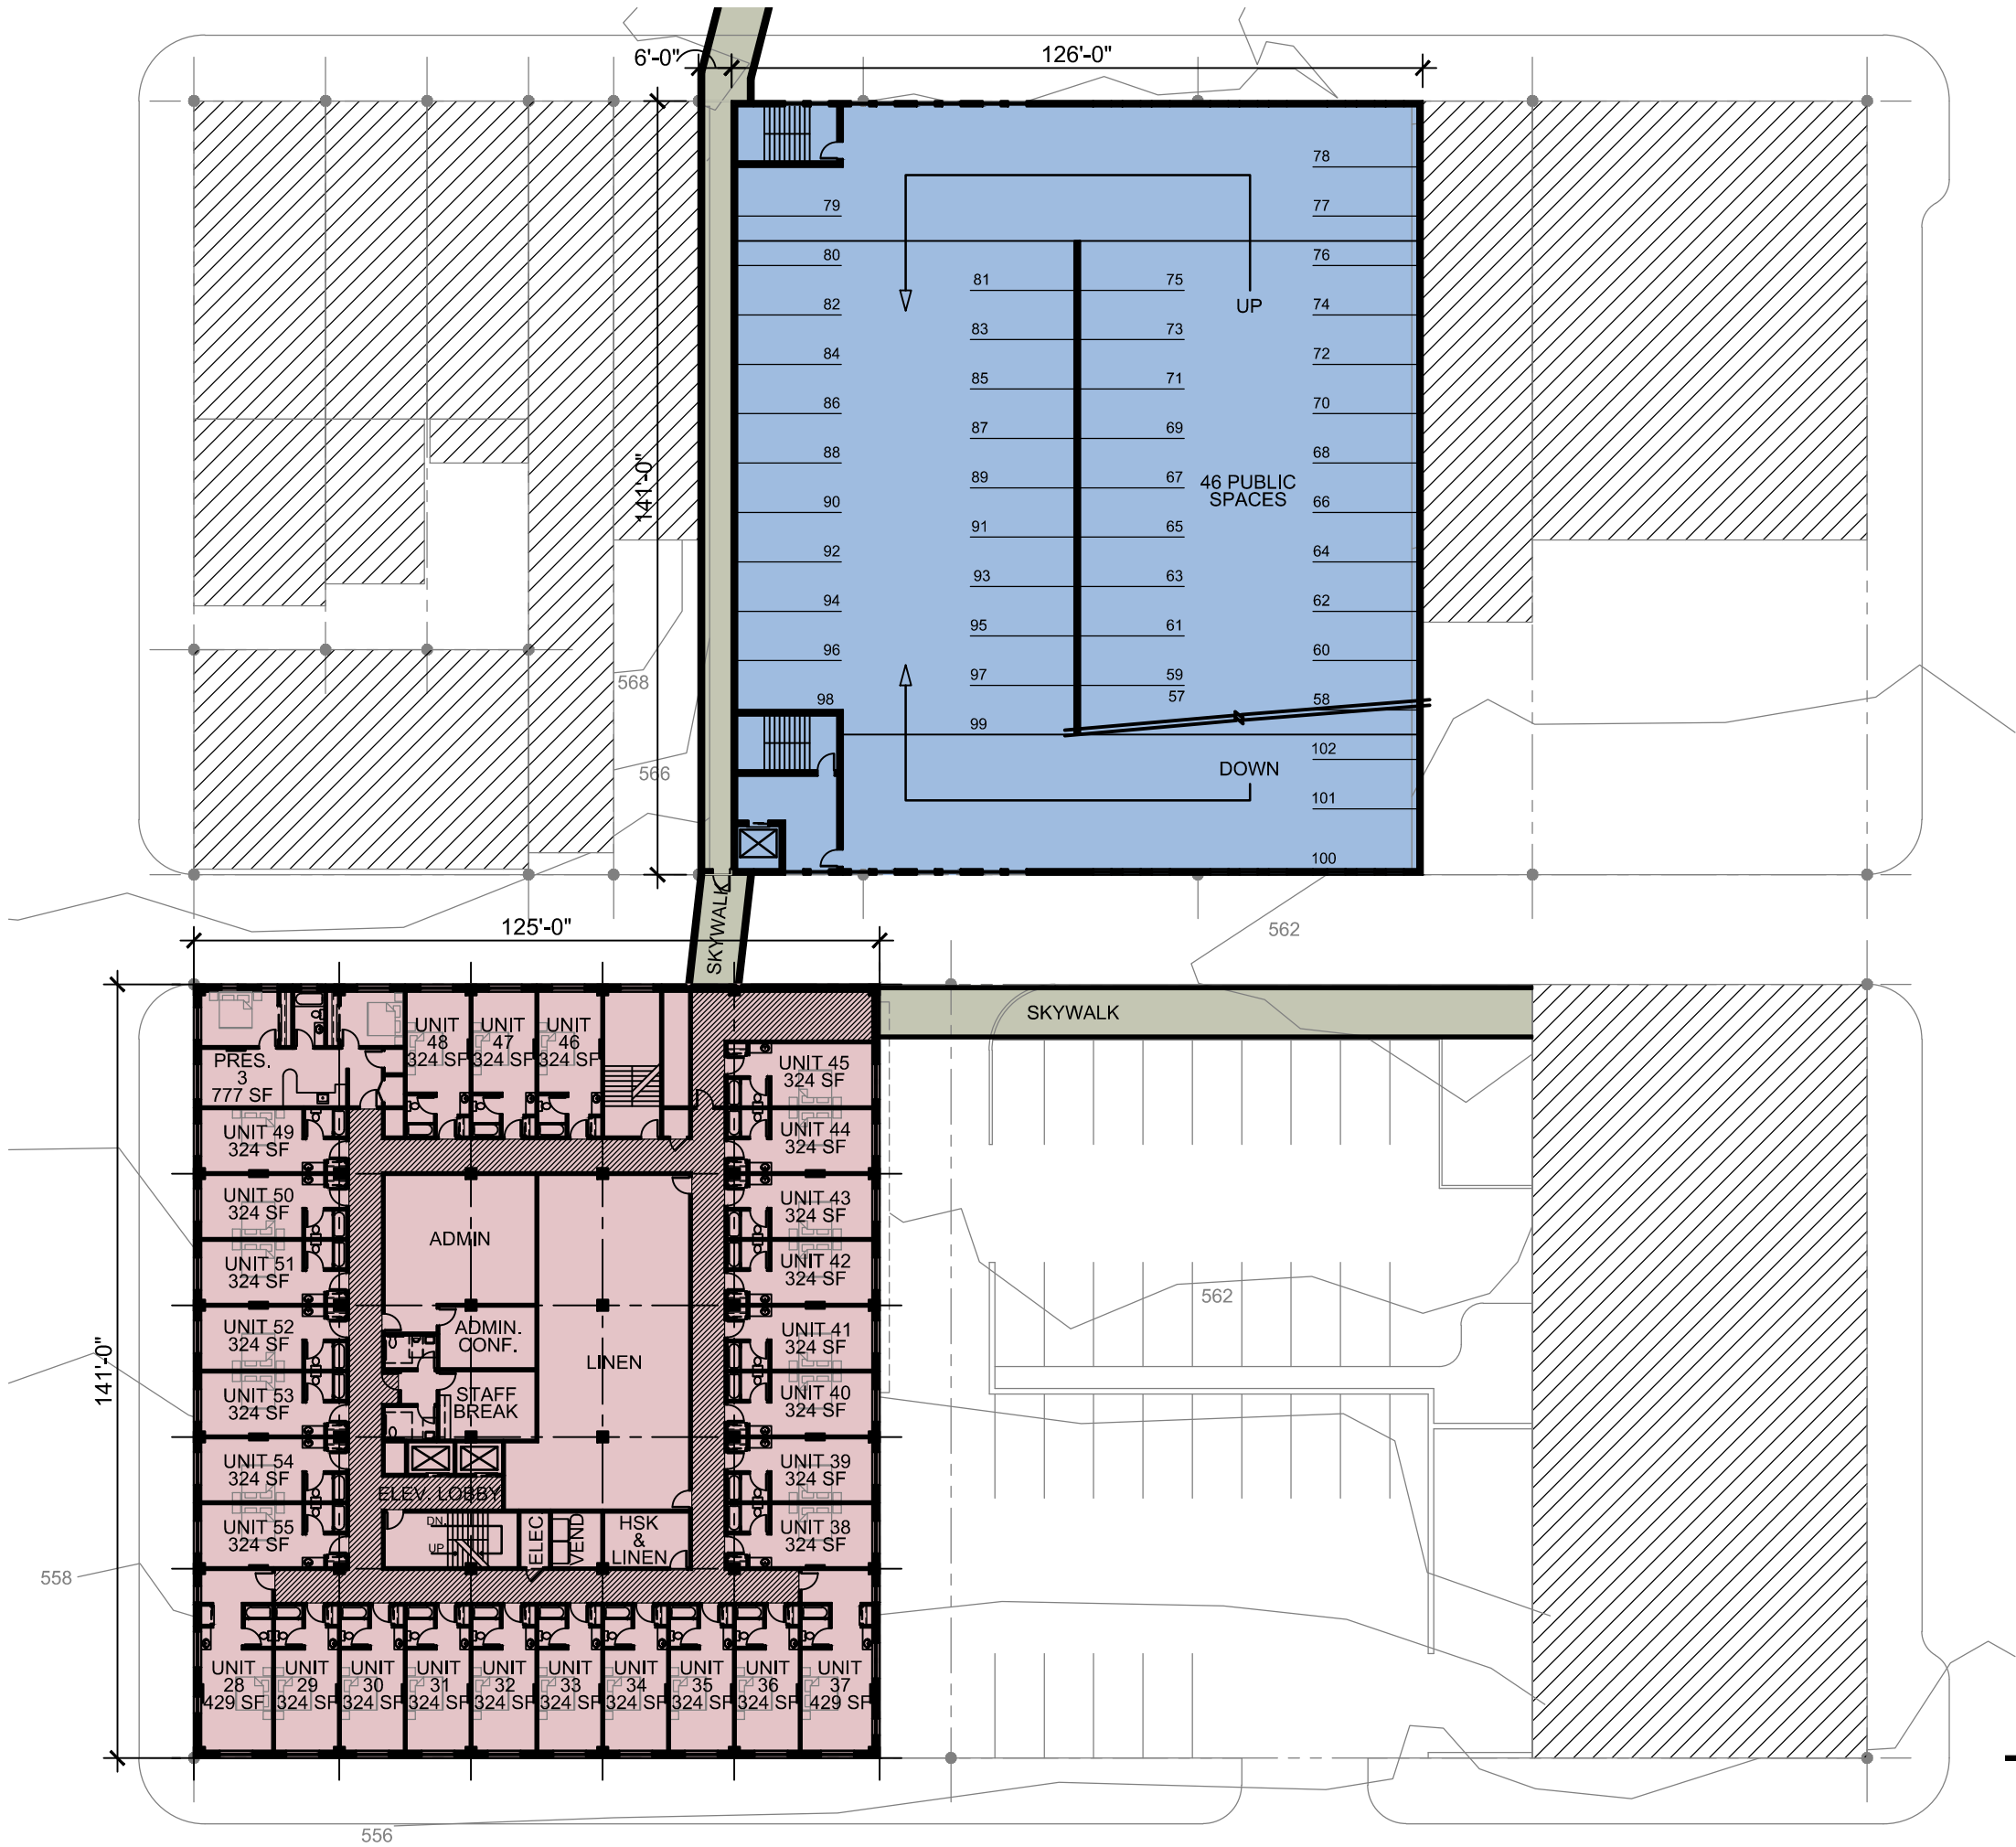 6'-0"
126'-0"
141'-0"
78
79
77
80
76
81
75
82
UP
74
83
73
84
72
85
71
86
70
87
69
88
68
89
67
46 PUBLIC
SPACES
90
66
91
65
92
64
93
63
94
62
95
61
96
60
97
59
57
98
58
99
102
DOWN
101
100
568
566
562
125'-0"
SKYWALK
SKYWALK
141'-0"
PRES.
3
777 SF
UNIT
48
324 SF
UNIT
47
324 SF
UNIT
46
324 SF
UNIT 45
324 SF
UNIT 49
324 SF
UNIT 44
324 SF
UNIT 50
324 SF
UNIT 43
324 SF
ADMIN
UNIT 51
324 SF
UNIT 42
324 SF
562
UNIT 52
324 SF
ADMIN.
CONF.
LINEN
UNIT 41
324 SF
UNIT 53
324 SF
STAFF
BREAK
UNIT 40
324 SF
UNIT 54
324 SF
UNIT 39
324 SF
ELEV. LOBBY
UNIT 55
324 SF
DN.
UP
ELEC
VEND
HSK
&
LINEN
UNIT 38
324 SF
558
UNIT
28
429 SF
UNIT
29
324 SF
UNIT
30
324 SF
UNIT
31
324 SF
UNIT
32
324 SF
UNIT
33
324 SF
UNIT
34
324 SF
UNIT
35
324 SF
UNIT
36
324 SF
UNIT
37
429 SF
556